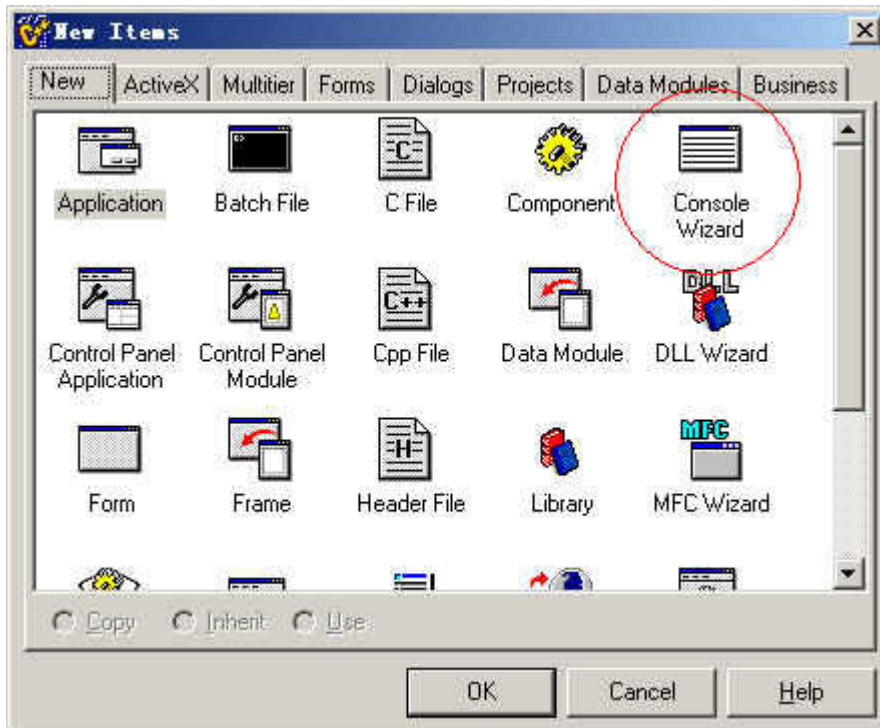 New Items
New ActiveX Multitier Forms Dialogs Projects Data Modules Business
Application Batch File C File Component Console
Wizard
Control Panel Control Panel Cpp File Data Module DLL Wizard
Application Module
Form Frame Header File Library MFC Wizard
Copy Inherit Use
OK Cancel Help